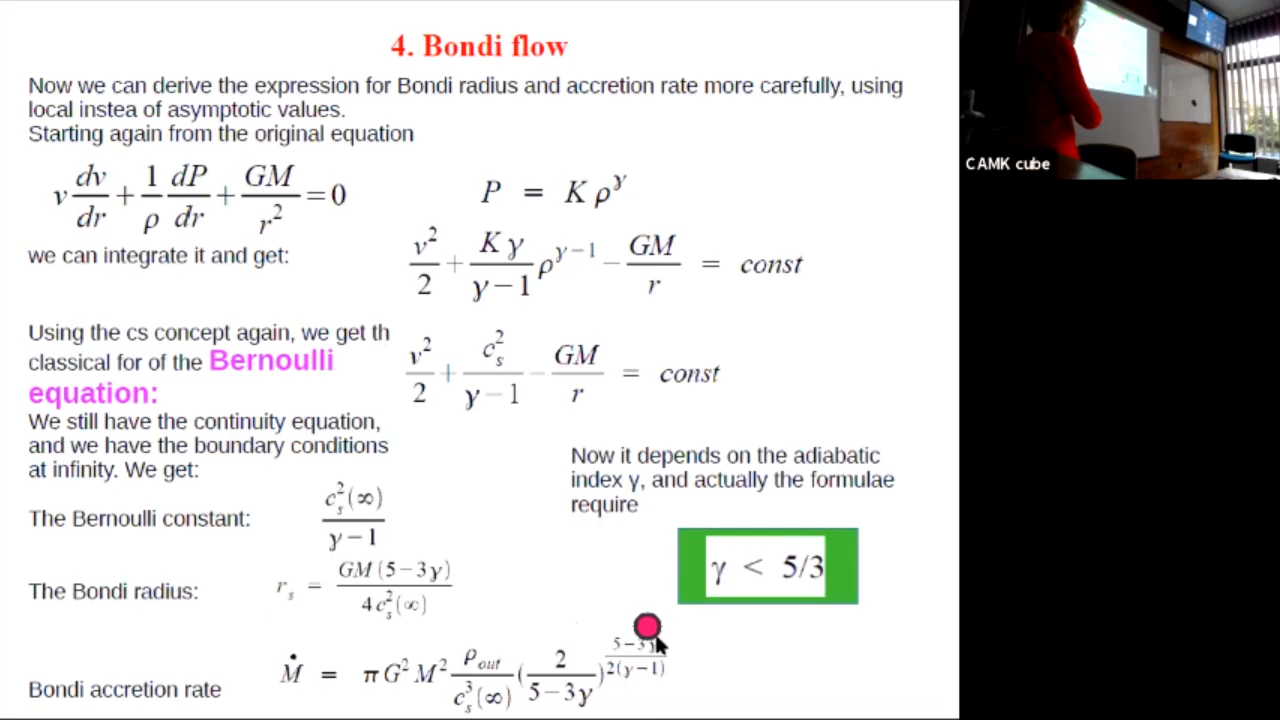 4. Bondi flow
Now we can derive the expression for Bondi radius and accretion rate more carefully, using
local instea of asymptotic values.
Starting again from the original equation
v dv/dr + 1/ρ dP/dr + GM/r² = 0
P = K ρ^γ
we can integrate it and get:
v²/2 + Kγ/(γ−1) ρ^(γ−1) − GM/r = const
Using the cs concept again, we get th
classical for of the Bernoulli
equation:
v²/2 + c_s²/(γ−1) − GM/r = const
We still have the continuity equation,
and we have the boundary conditions
at infinity. We get:
Now it depends on the adiabatic
index γ, and actually the formulae
require
γ < 5/3
The Bernoulli constant: c_s²(∞)/(γ−1)
The Bondi radius: r_s = GM(5−3γ)/(4c_s²(∞))
Bondi accretion rate Ṁ = πG²M² ρ_out/c_s³(∞) (2/(5−3γ))^((5−3γ)/(2(γ−1)))
CAMK cube